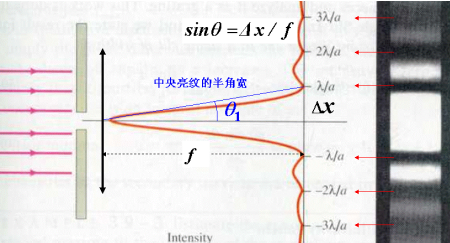 sinθ = Δx / f
3λ/a
2λ/a
中央亮纹的半角宽
λ/a
θ1
Δx
f
−λ/a
−2λ/a
−3λ/a
Intensity